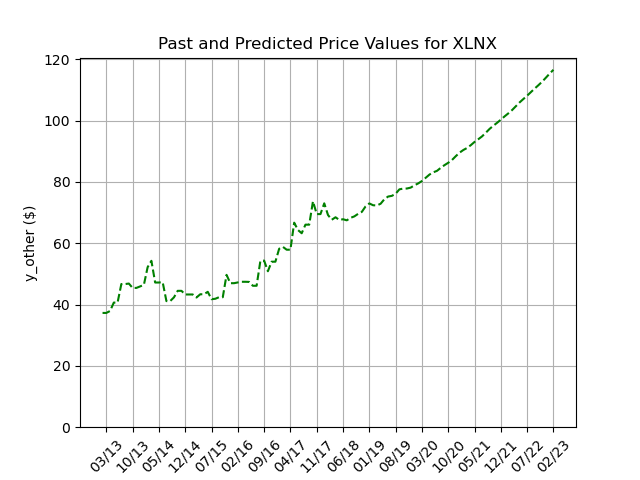 Past and Predicted Price Values for XLNX
y_other ($)
120
100
80
60
40
20
0
03/13 10/13 05/14 12/14 07/15 02/16 09/16 04/17 11/17 06/18 01/19 08/19 03/20 10/20 05/21 12/21 07/22 02/23